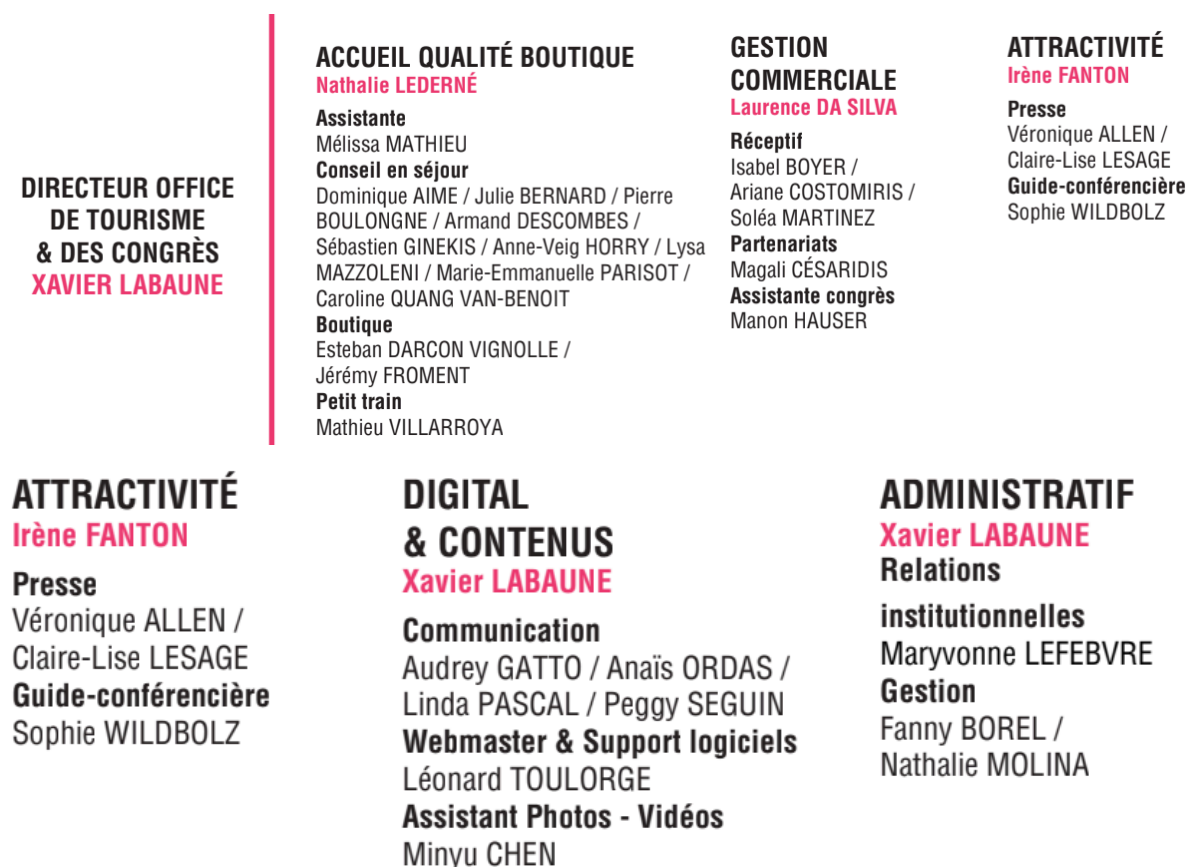 DIRECTEUR OFFICE
DE TOURISME
& DES CONGRÈS
XAVIER LABAUNE
ACCUEIL QUALITÉ BOUTIQUE
Nathalie LEDERNÉ
Assistante
Mélissa MATHIEU
Conseil en séjour
Dominique AIME / Julie BERNARD / Pierre
BOULONGNE / Armand DESCOMBES /
Sébastien GINEKIS / Anne-Veig HORRY / Lysa
MAZZOLENI / Marie-Emmanuelle PARISOT /
Caroline QUANG VAN-BENOIT
Boutique
Esteban DARCON VIGNOLLE /
Jérémy FROMENT
Petit train
Mathieu VILLARROYA
GESTION
COMMERCIALE
Laurence DA SILVA
Réceptif
Isabel BOYER /
Ariane COSTOMIRIS /
Soléa MARTINEZ
Partenariats
Magali CÉSARIDIS
Assistante congrès
Manon HAUSER
ATTRACTIVITÉ
Irène FANTON
Presse
Véronique ALLEN /
Claire-Lise LESAGE
Guide-conférencière
Sophie WILDBOLZ
ATTRACTIVITÉ
Irène FANTON
Presse
Véronique ALLEN /
Claire-Lise LESAGE
Guide-conférencière
Sophie WILDBOLZ
DIGITAL
& CONTENUS
Xavier LABAUNE
Communication
Audrey GATTO / Anaïs ORDAS /
Linda PASCAL / Peggy SEGUIN
Webmaster & Support logiciels
Léonard TOULORGE
Assistant Photos - Vidéos
Minyu CHEN
ADMINISTRATIF
Xavier LABAUNE
Relations
institutionnelles
Maryvonne LEFEBVRE
Gestion
Fanny BOREL /
Nathalie MOLINA